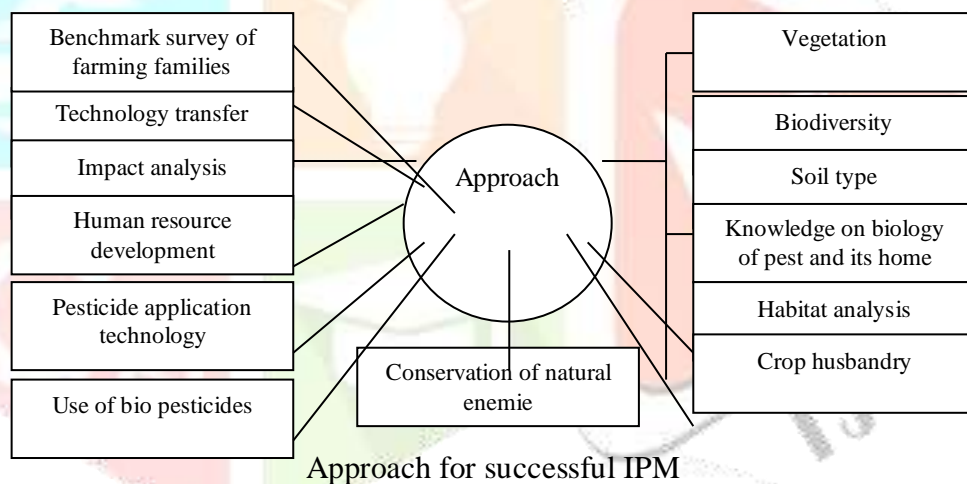 Benchmark survey of
farming families
Technology transfer
Impact analysis
Human resource
development
Pesticide application
technology
Use of bio pesticides
Approach
Conservation of natural
enemie
Vegetation
Biodiversity
Soil type
Knowledge on biology
of pest and its home
Habitat analysis
Crop husbandry
Approach for successful IPM